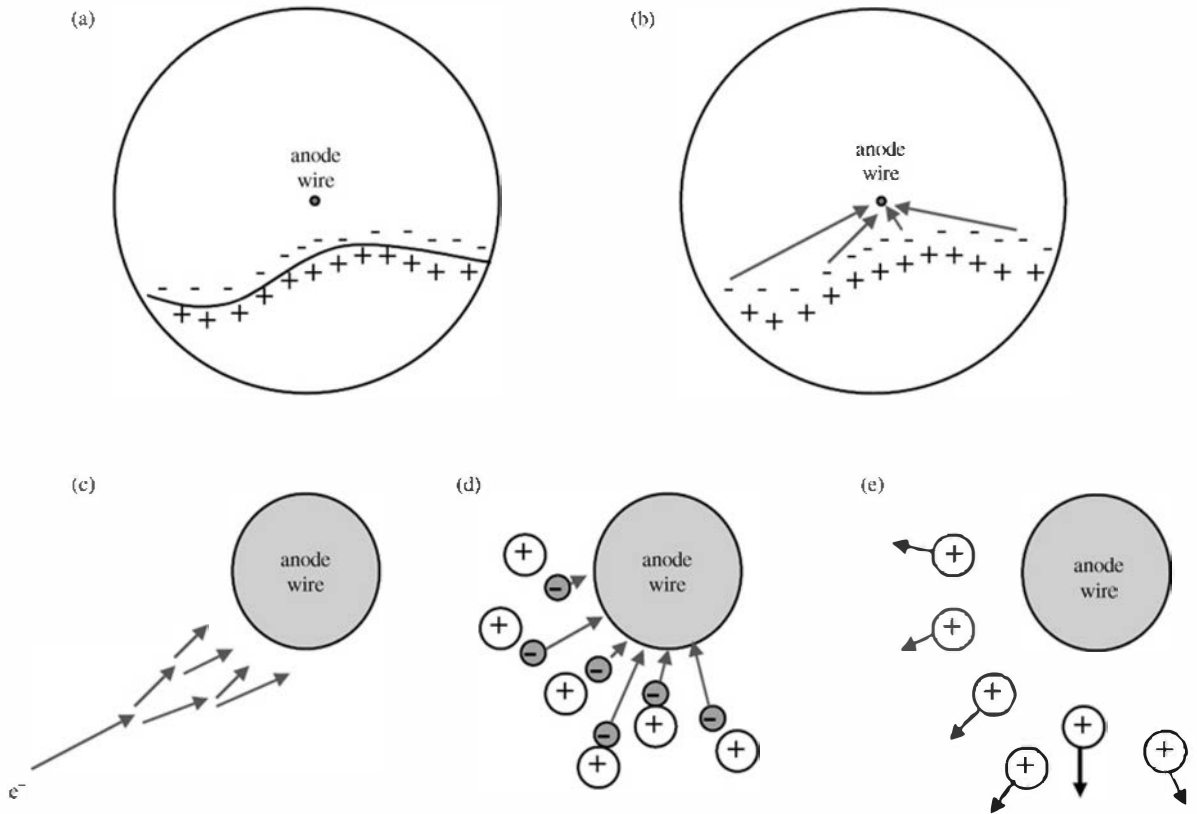 (a)
anode
wire
(b)
anode
wire
(c)
anode
wire
e⁻
(d)
anode
wire
(e)
anode
wire